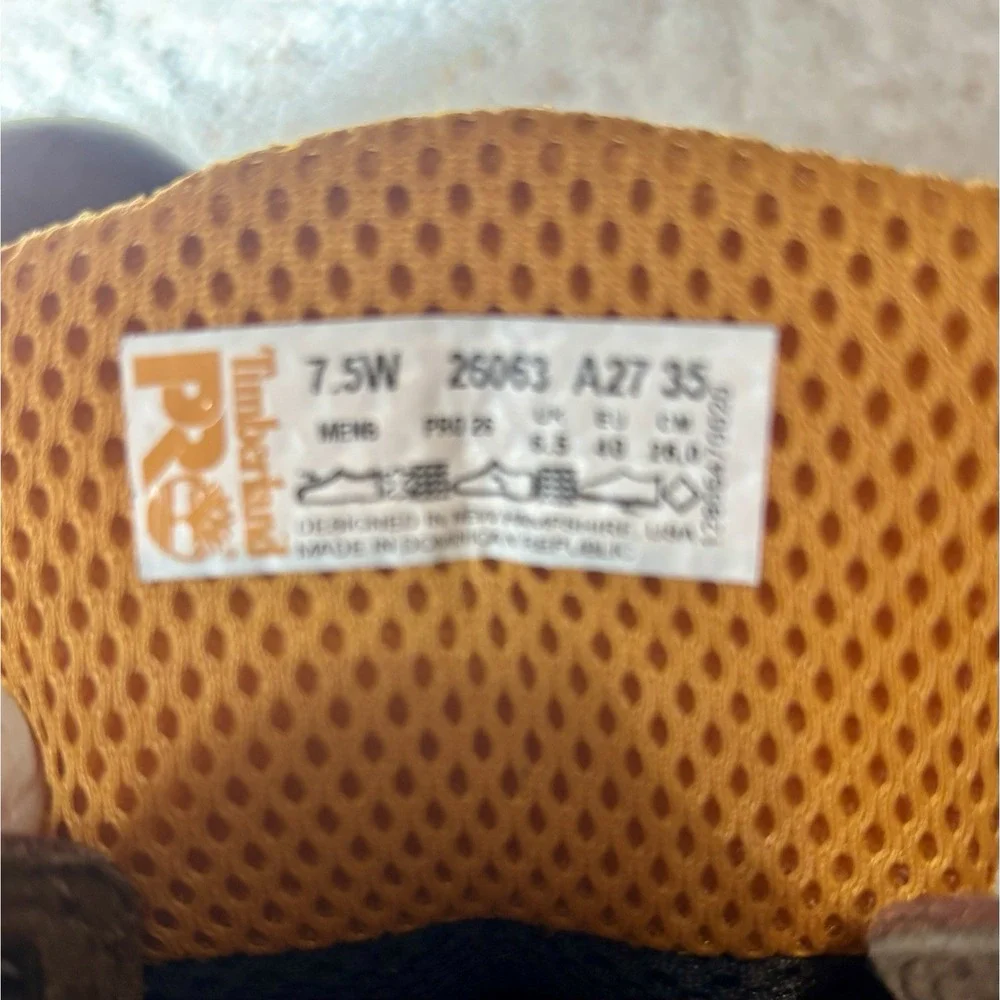 Timberland
PRO
7.5W 26063 A27 35
MENS PRO 26 UK EU CM
6.5 40 26.0
DESIGNED IN NEW HAMPSHIRE, USA
MADE IN DOMINICAN REPUBLIC